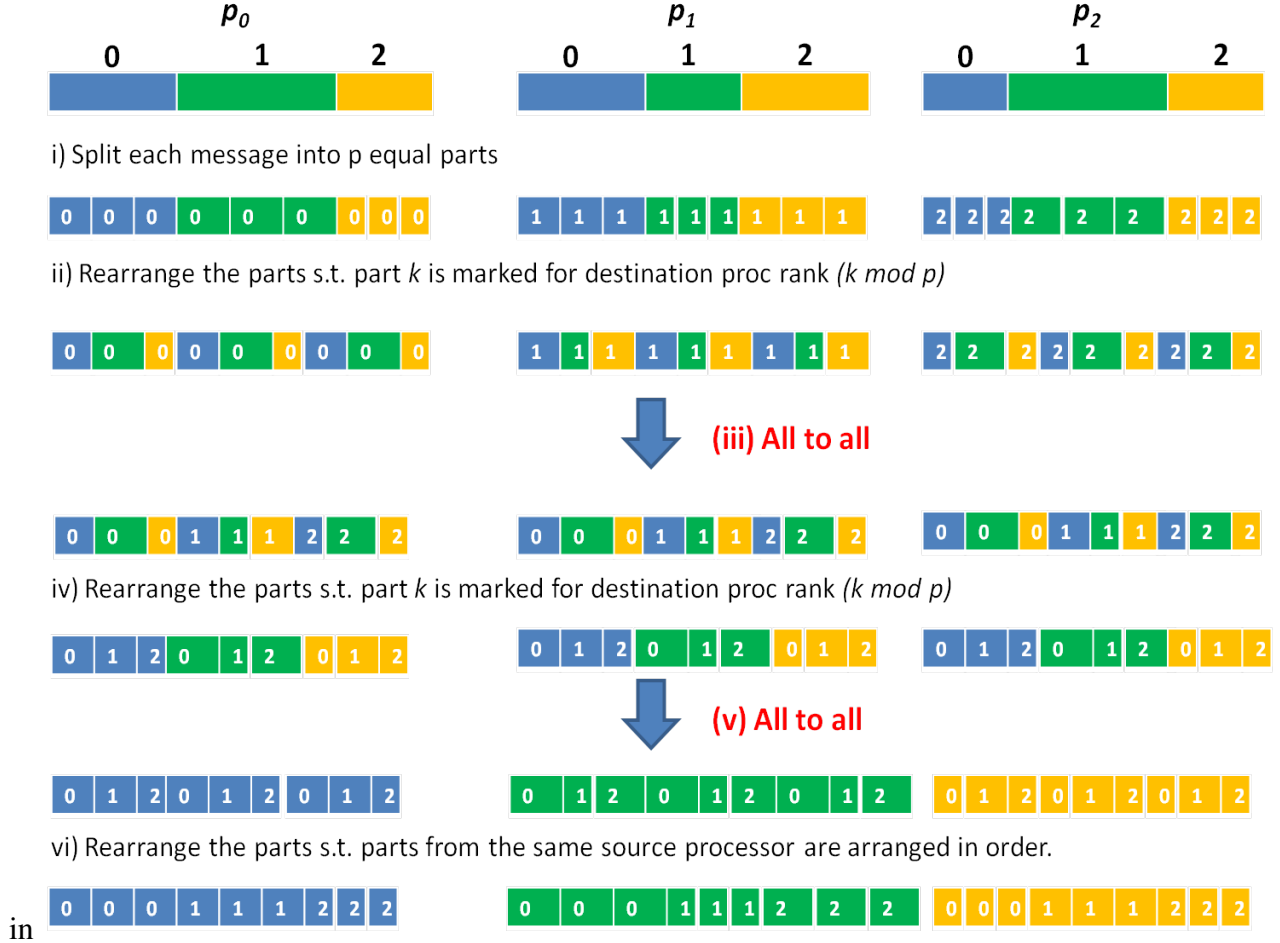 p0 p1 p2
0 1 2 0 1 2 0 1 2
i) Split each message into p equal parts
0 0 0 0 0 0 0 0 0 1 1 1 1 1 1 1 1 1 2 2 2 2 2 2 2 2 2
ii) Rearrange the parts s.t. part k is marked for destination proc rank (k mod p)
0 0 0 0 0 0 0 0 0 1 1 1 1 1 1 1 1 1 2 2 2 2 2 2 2 2 2
(iii) All to all
0 0 0 1 1 1 2 2 2 0 0 0 1 1 1 2 2 2 0 0 0 1 1 1 2 2 2
iv) Rearrange the parts s.t. part k is marked for destination proc rank (k mod p)
0 1 2 0 1 2 0 1 2 0 1 2 0 1 2 0 1 2 0 1 2 0 1 2 0 1 2
(v) All to all
0 1 2 0 1 2 0 1 2 0 1 2 0 1 2 0 1 2 0 1 2 0 1 2 0 1 2
vi) Rearrange the parts s.t. parts from the same source processor are arranged in order.
in 0 0 0 1 1 1 2 2 2 0 0 0 1 1 1 2 2 2 0 0 0 1 1 1 2 2 2